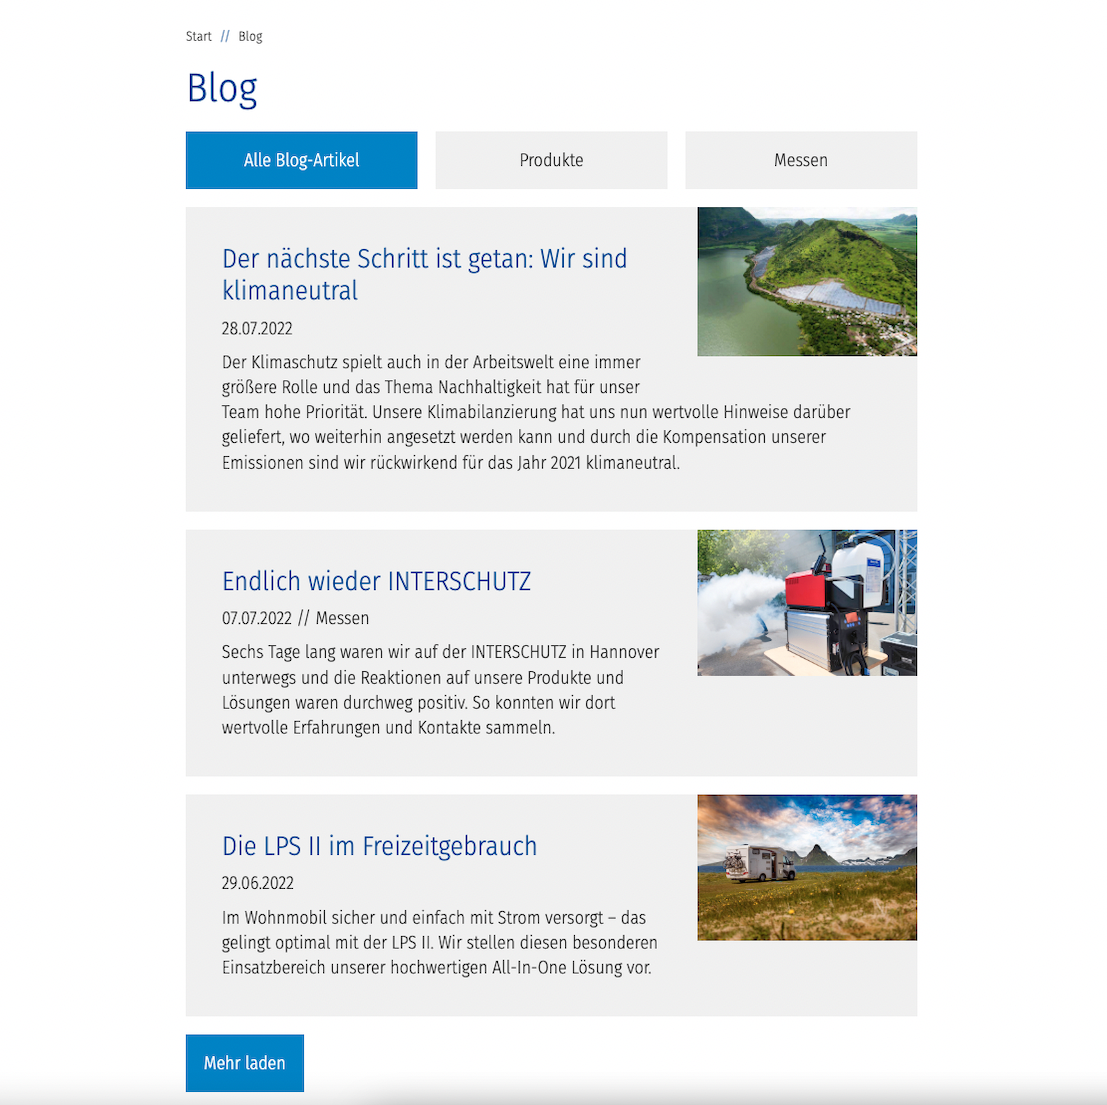 Start // Blog
Blog
Alle Blog-Artikel
Produkte
Messen
Der nächste Schritt ist getan: Wir sind
klimaneutral
28.07.2022
Der Klimaschutz spielt auch in der Arbeitswelt eine immer
größere Rolle und das Thema Nachhaltigkeit hat für unser
Team hohe Priorität. Unsere Klimabilanzierung hat uns nun wertvolle Hinweise darüber
geliefert, wo weiterhin angesetzt werden kann und durch die Kompensation unserer
Emissionen sind wir rückwirkend für das Jahr 2021 klimaneutral.
Endlich wieder INTERSCHUTZ
07.07.2022 // Messen
Sechs Tage lang waren wir auf der INTERSCHUTZ in Hannover
unterwegs und die Reaktionen auf unsere Produkte und
Lösungen waren durchweg positiv. So konnten wir dort
wertvolle Erfahrungen und Kontakte sammeln.
Die LPS II im Freizeitgebrauch
29.06.2022
Im Wohnmobil sicher und einfach mit Strom versorgt – das
gelingt optimal mit der LPS II. Wir stellen diesen besonderen
Einsatzbereich unserer hochwertigen All-In-One Lösung vor.
Mehr laden